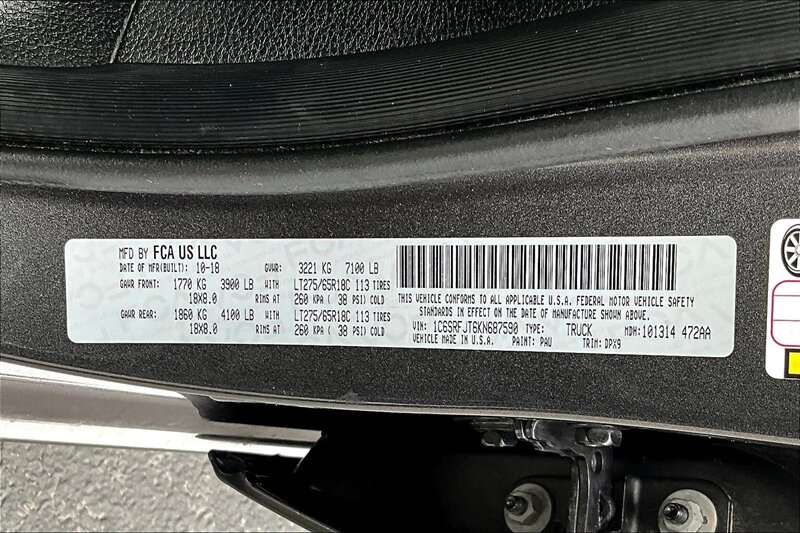 MFD BY FCA US LLC
DATE OF MFR(BUILT): 10-18 GVWR: 3221 KG 7100 LB
GAWR FRONT: 1770 KG 3900 LB WITH LT275/65R18C 113 TIRES
18X8.0 RIMS AT 260 KPA ( 38 PSI) COLD
GAWR REAR: 1860 KG 4100 LB WITH LT275/65R18C 113 TIRES
18X8.0 RIMS AT 260 KPA ( 38 PSI) COLD
THIS VEHICLE CONFORMS TO ALL APPLICABLE U.S.A. FEDERAL MOTOR VEHICLE SAFETY
STANDARDS IN EFFECT ON THE DATE OF MANUFACTURE SHOWN ABOVE.
VIN: 1C6SRFJT6KN687590 TYPE: TRUCK MDH:101314 472AA
VEHICLE MADE IN U.S.A. PAINT: PAU TRIM: DPX9